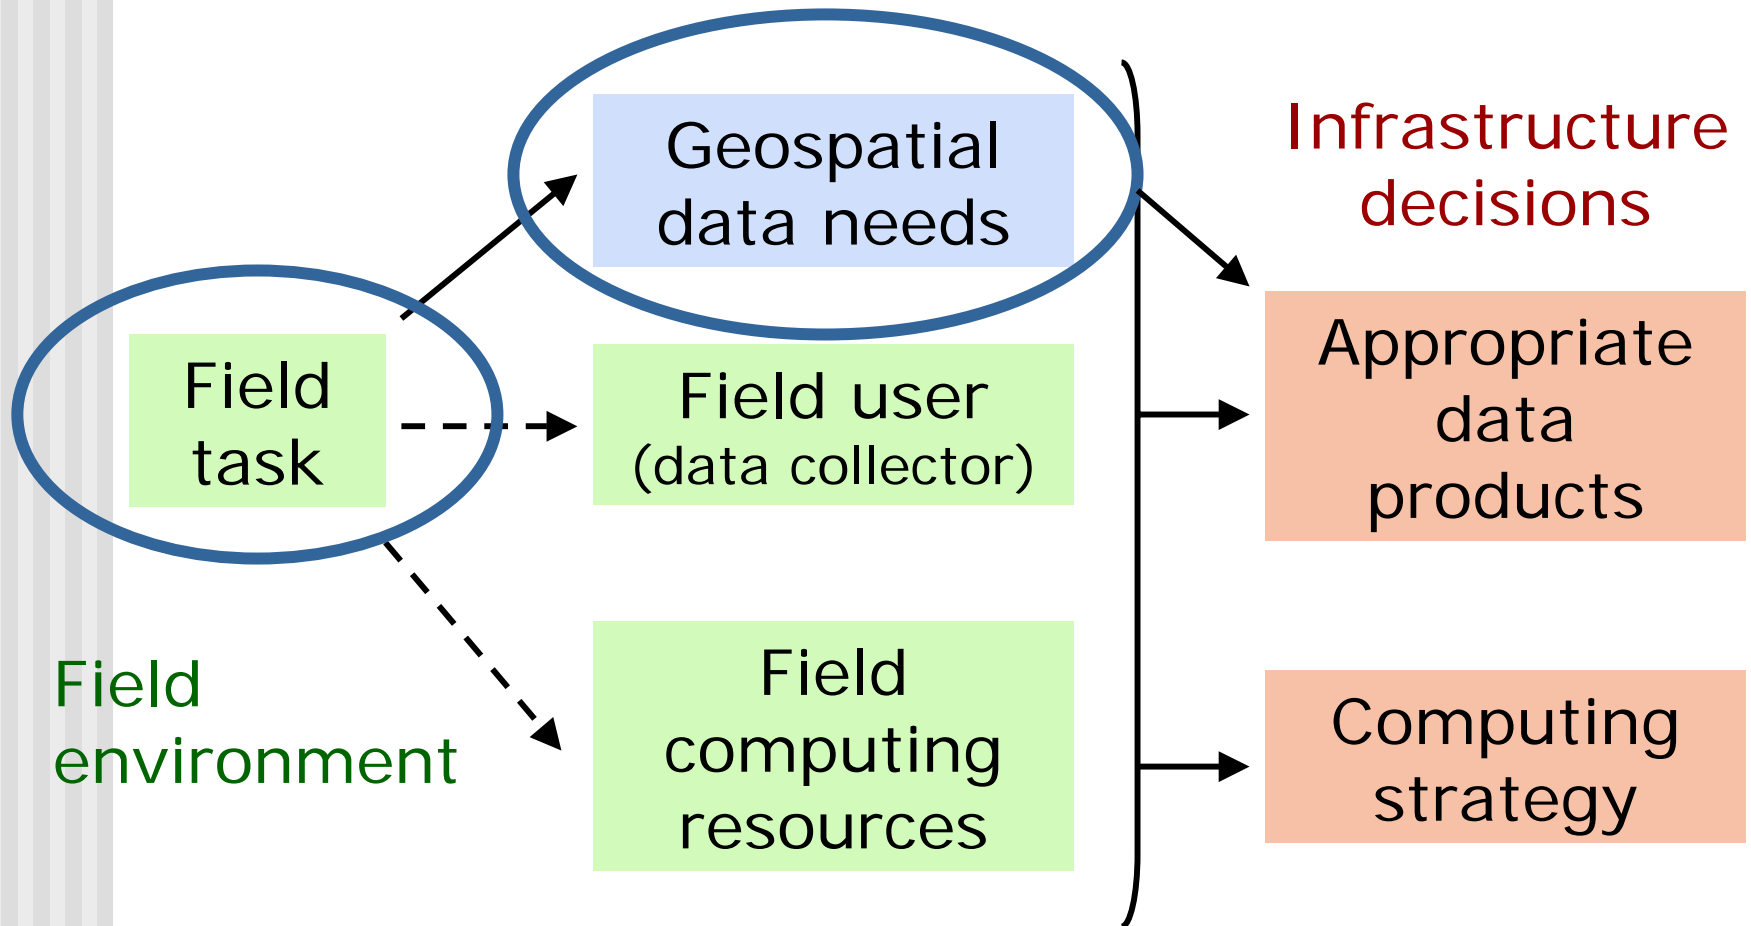 Geospatial
data needs
Infrastructure
decisions
Field
task
Field user
(data collector)
Appropriate
data
products
Field
environment
Field
computing
resources
Computing
strategy